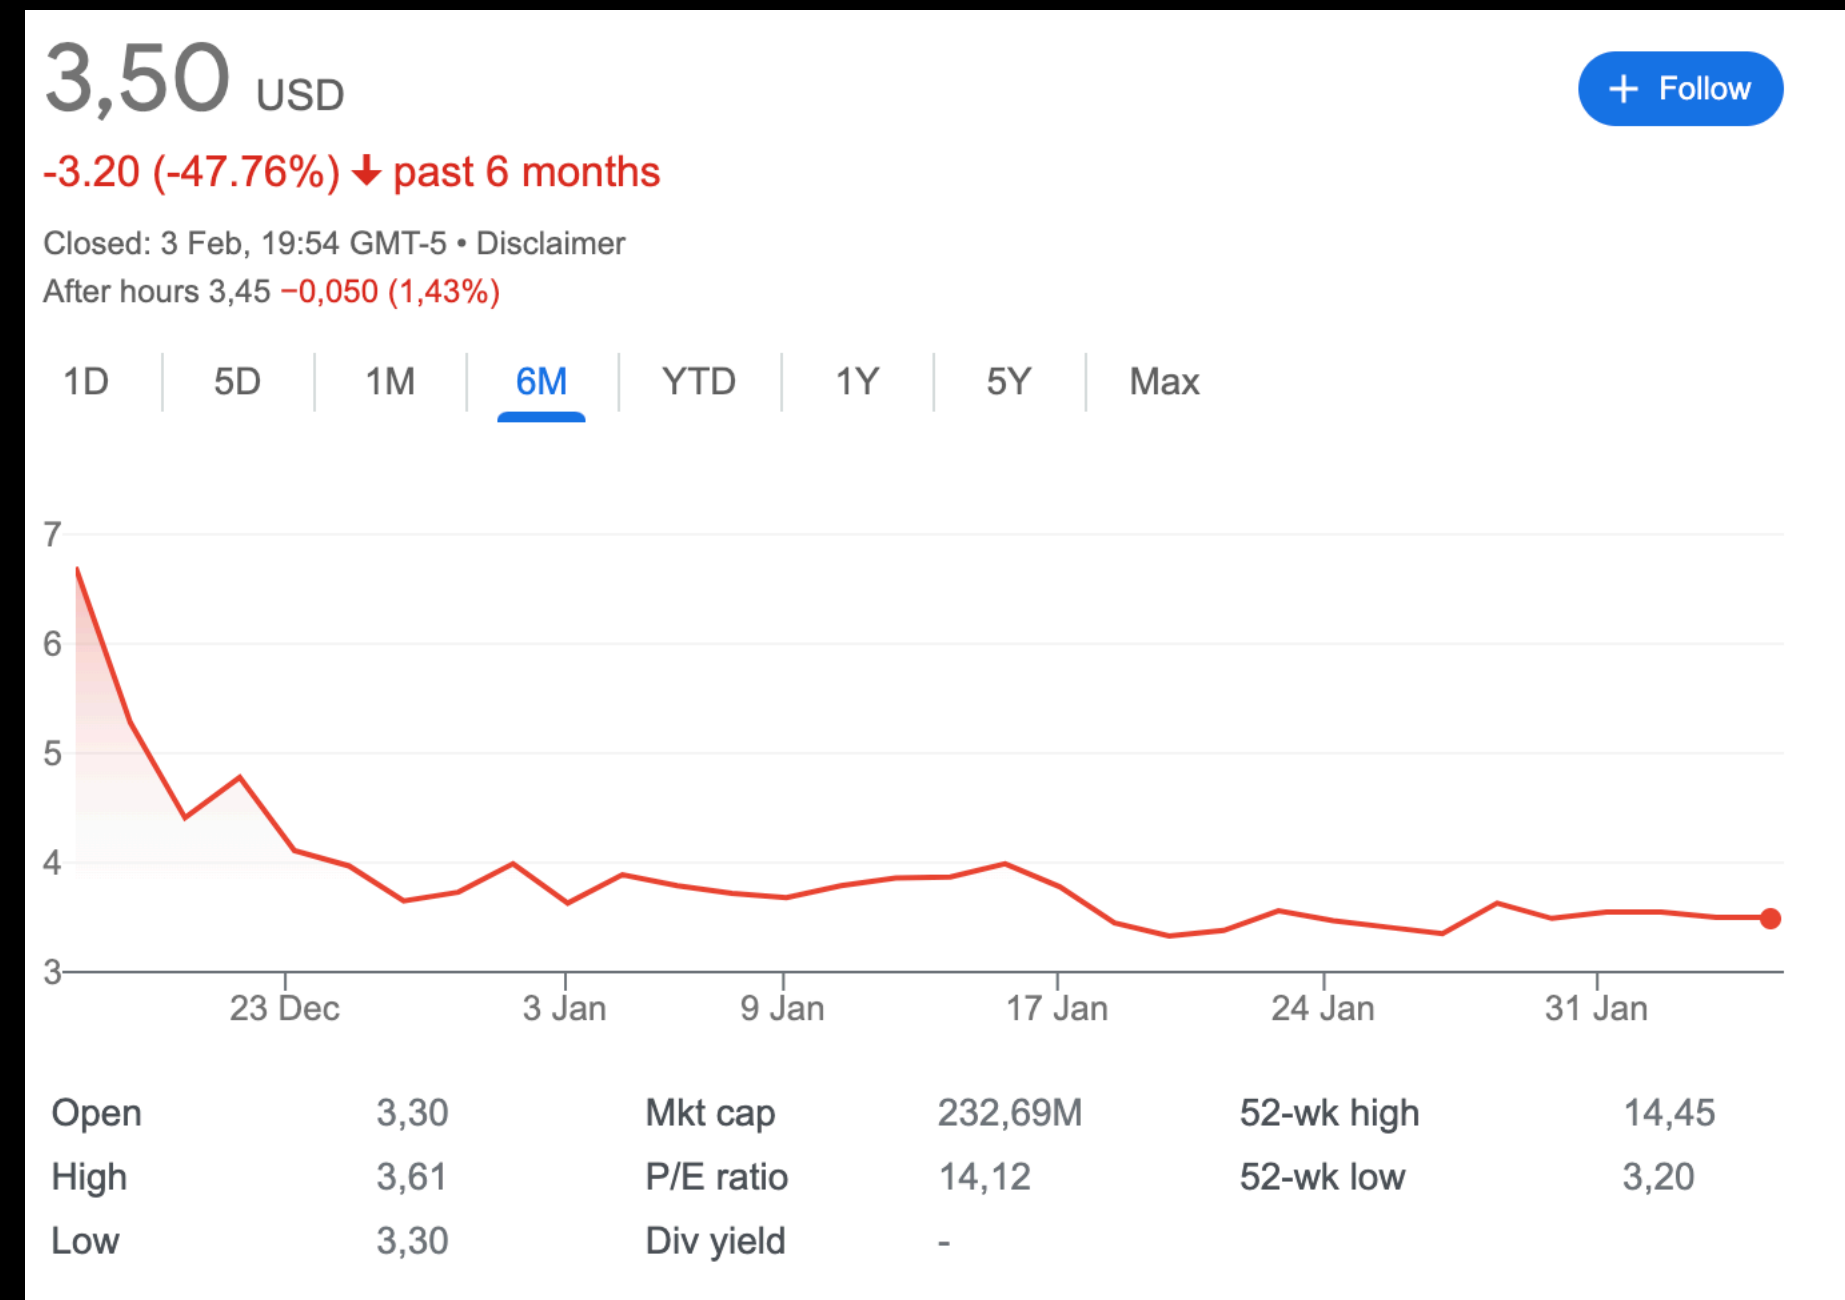 3,50 USD
+ Follow
-3.20 (-47.76%) ↓ past 6 months
Closed: 3 Feb, 19:54 GMT-5 • Disclaimer
After hours 3,45 −0,050 (1,43%)
1D 5D 1M 6M YTD 1Y 5Y Max
7
6
5
4
3
23 Dec 3 Jan 9 Jan 17 Jan 24 Jan 31 Jan
Open 3,30 Mkt cap 232,69M 52-wk high 14,45
High 3,61 P/E ratio 14,12 52-wk low 3,20
Low 3,30 Div yield -